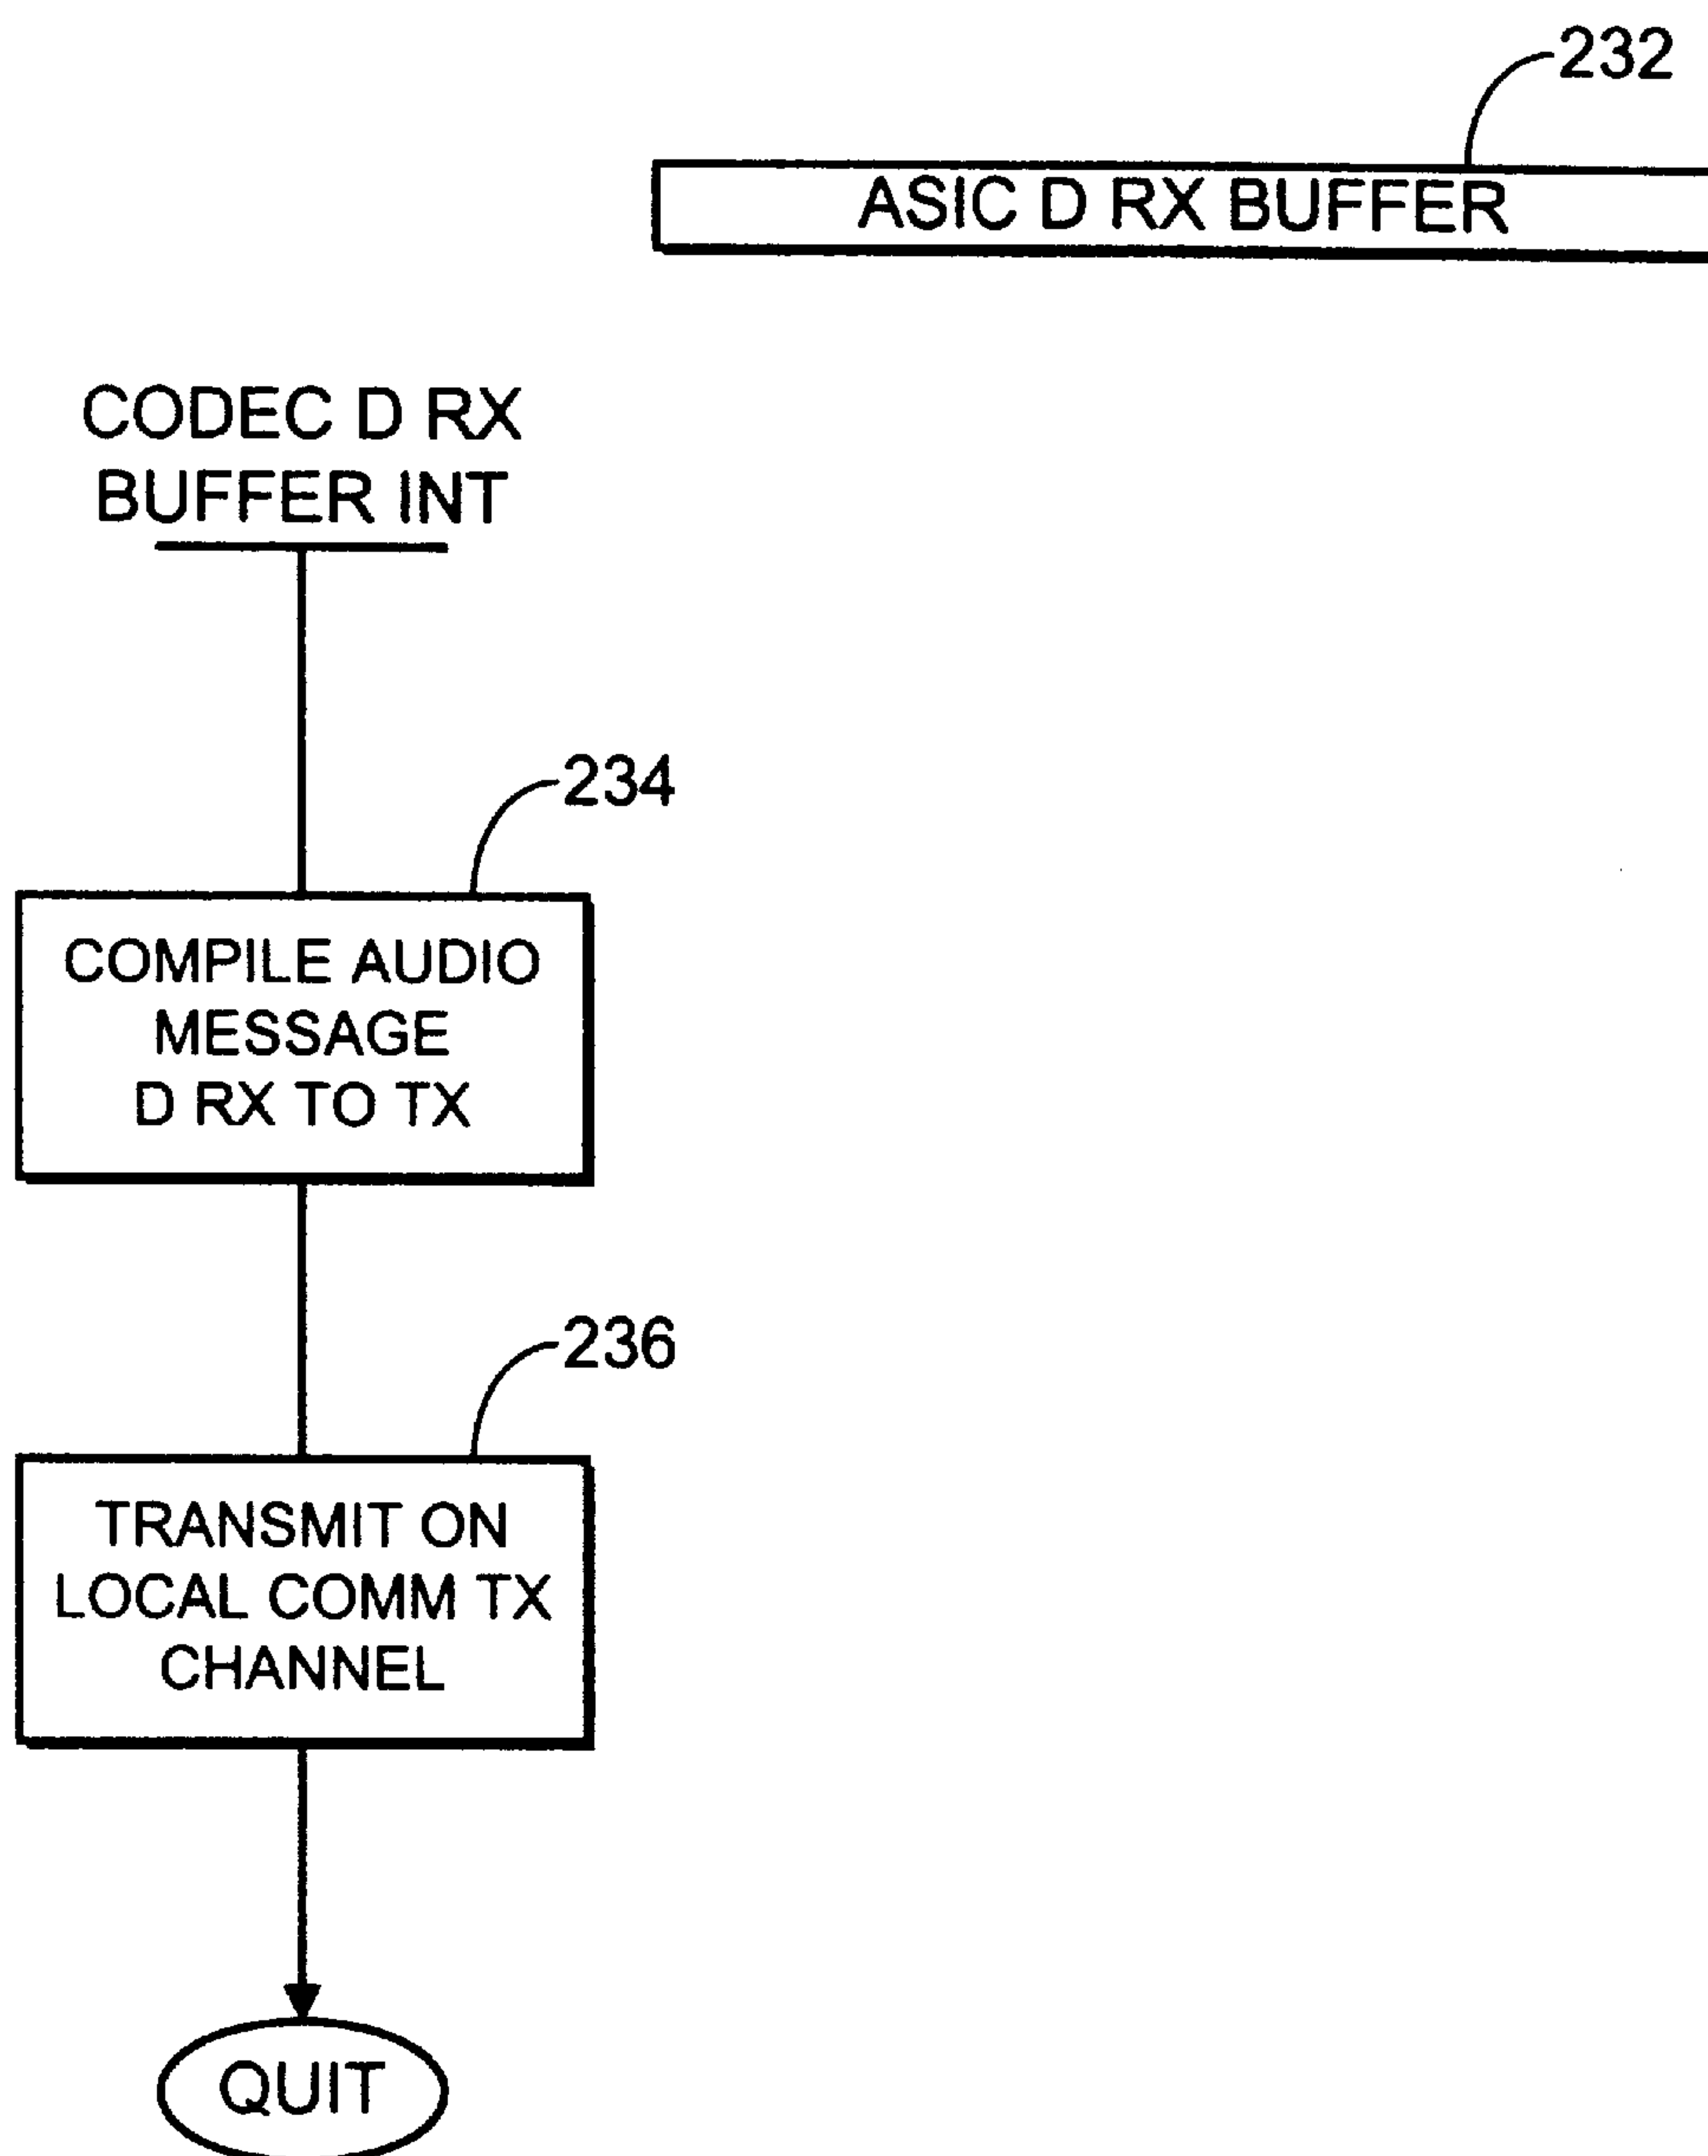 232
ASIC D RX BUFFER
CODEC D RX
BUFFER INT
234
COMPILE AUDIO
MESSAGE
D RX TO TX
236
TRANSMIT ON
LOCAL COMM TX
CHANNEL
QUIT